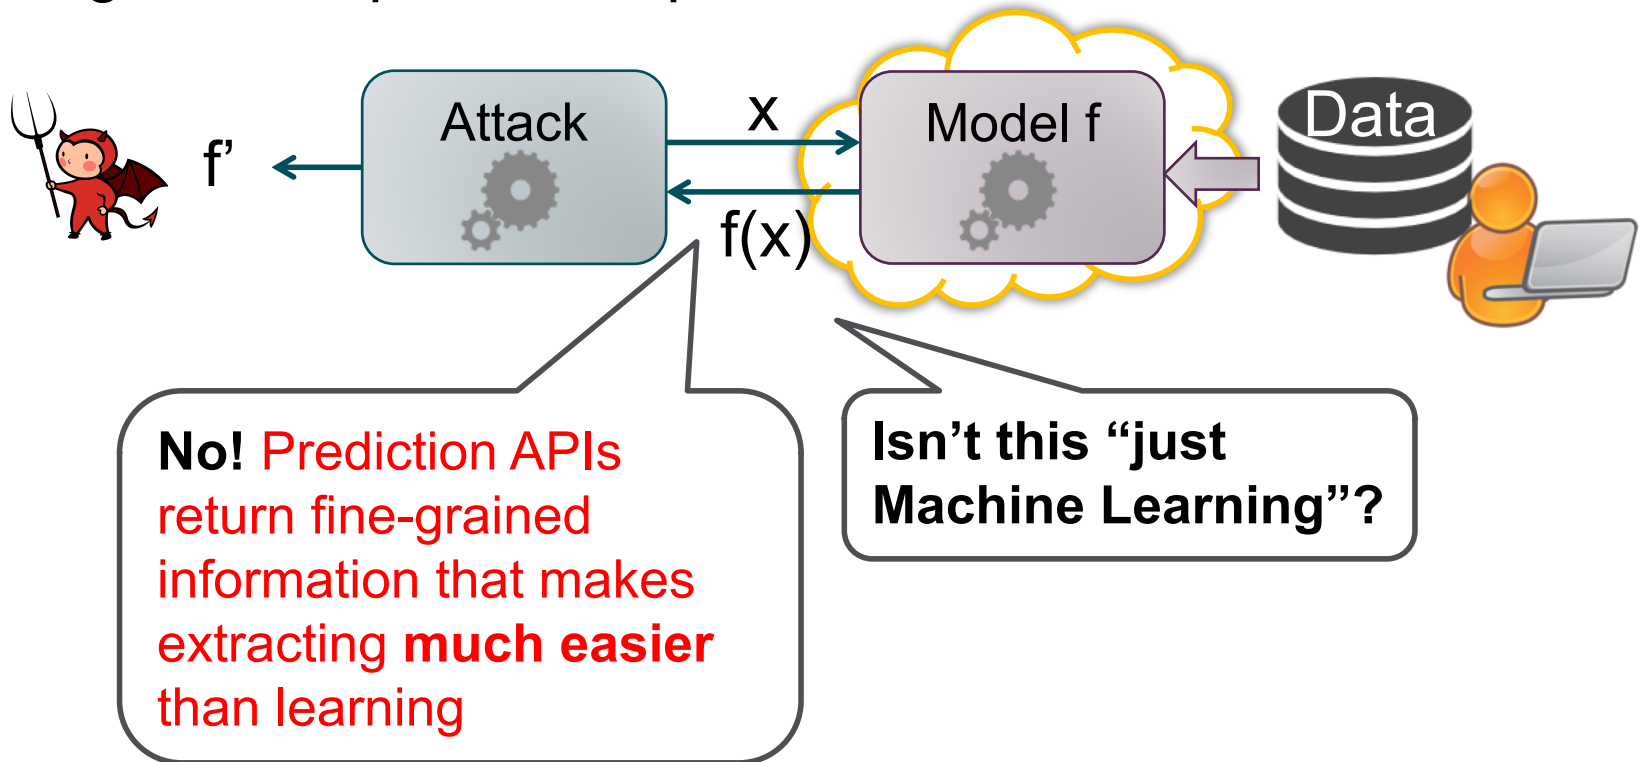 Attack
x
Model f
Data
f’
f(x)
No! Prediction APIs
return fine-grained
information that makes
extracting much easier
than learning
Isn’t this “just
Machine Learning”?